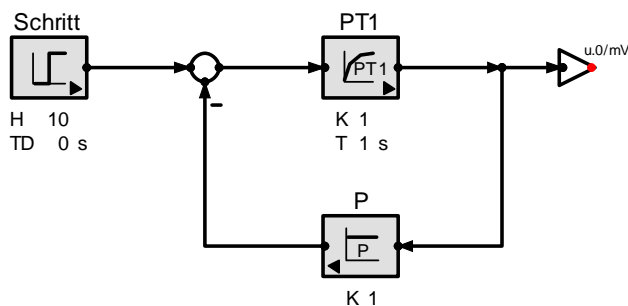 Schritt
H 10
TD 0 s
PT1
PT1
K 1
T 1 s
u.0/mV
P
P
K 1